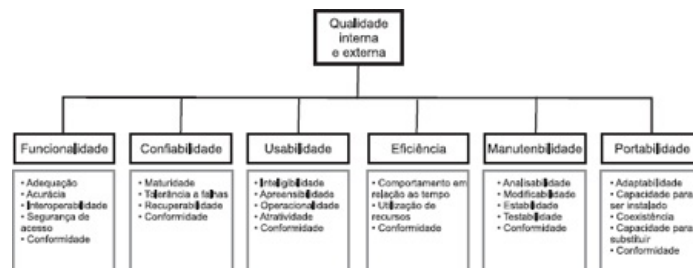 Qualidade
interna
e externa
Funcionalidade
• Adequação
• Acurácia
• Interoperabilidade
• Segurança de
acesso
• Conformidade
Confiabilidade
• Maturidade
• Tolerância a falhas
• Recuperabilidade
• Conformidade
Usabilidade
• Inteligibilidade
• Apreensibilidade
• Operacionalidade
• Atratividade
• Conformidade
Eficiência
• Comportamento em
relação ao tempo
• Utilização de
recursos
• Conformidade
Manutenbilidade
• Analisabilidade
• Modificabilidade
• Estabilidade
• Testabilidade
• Conformidade
Portabilidade
• Adaptabilidade
• Capacidade para
ser instalado
• Coexistência
• Capacidade para
substituir
• Conformidade